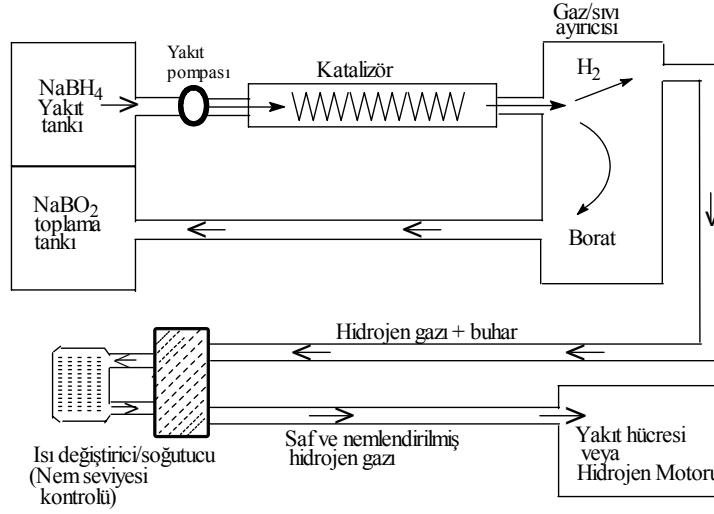 Yakıt
pompası
Katalizör
Gaz/sıvı
ayırıcısı
NaBH4
Yakıt
tankı
H2
NaBO2
toplama
tankı
Borat
Hidrojen gazı + buhar
Isı değiştirici/soğutucu
(Nem seviyesi
kontrolü)
Saf ve nemlendirilmiş
hidrojen gazı
Yakıt hücresi
veya
Hidrojen Motoru